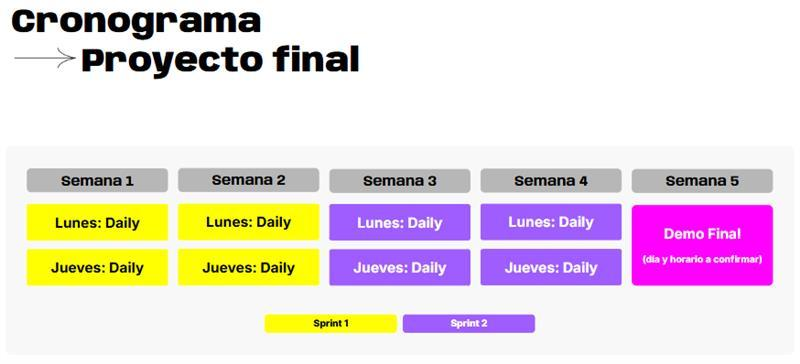 Cronograma
Proyecto final
Semana 1
Semana 2
Semana 3
Semana 4
Semana 5
Lunes: Daily
Lunes: Daily
Lunes: Daily
Lunes: Daily
Demo Final
(día y horario a confirmar)
Jueves: Daily
Jueves: Daily
Jueves: Daily
Jueves: Daily
Sprint 1
Sprint 2